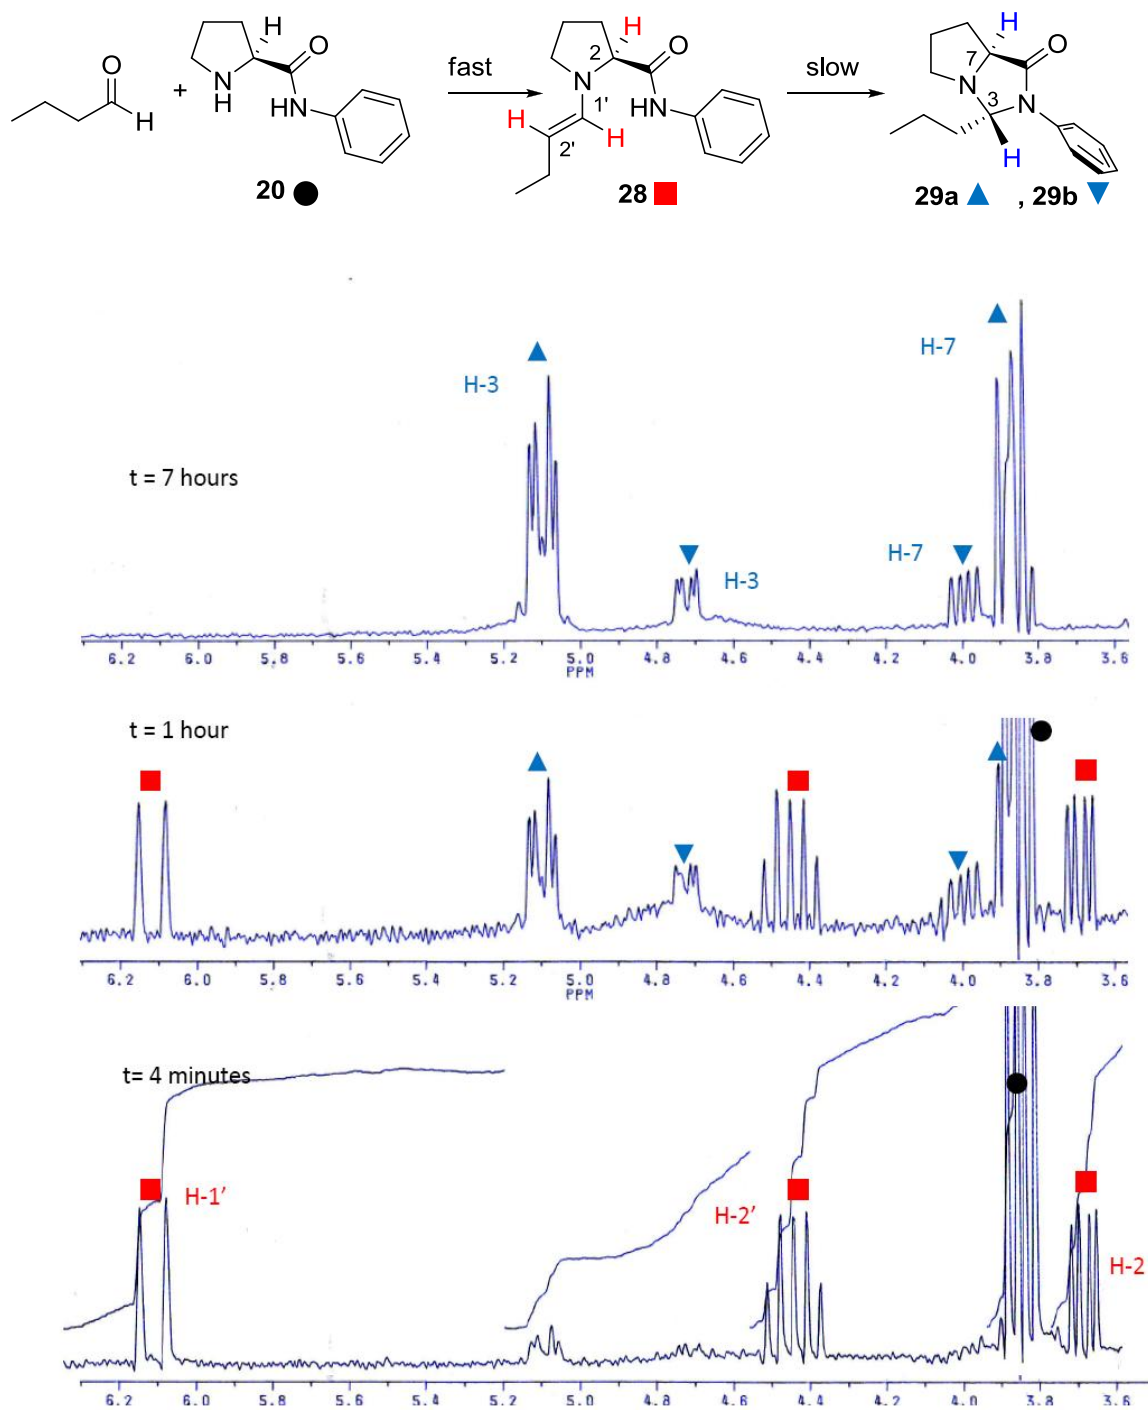 O H O H O
H
2 7
fast slow
N N
H
+ N
H
HN HN N
1' 3
H
H H
2' H
20 28 29a , 29b
H-7
H-3
t = 7 hours
H-7
H-3
6.2 6.0 5.8 5.6 5.4 5.2 5.0 4.8 4.6 4.4 4.2 4.0 3.8 3.6
PPM
t = 1 hour
6.2 6.0 5.8 5.6 5.4 5.2 5.0 4.8 4.6 4.4 4.2 4.0 3.8 3.6
PPM
t= 4 minutes
H-1′
H-2′
H-2
6.2 6.0 5.8 5.6 5.4 5.2 5.0 4.8 4.6 4.4 4.2 4.0 3.8 3.6